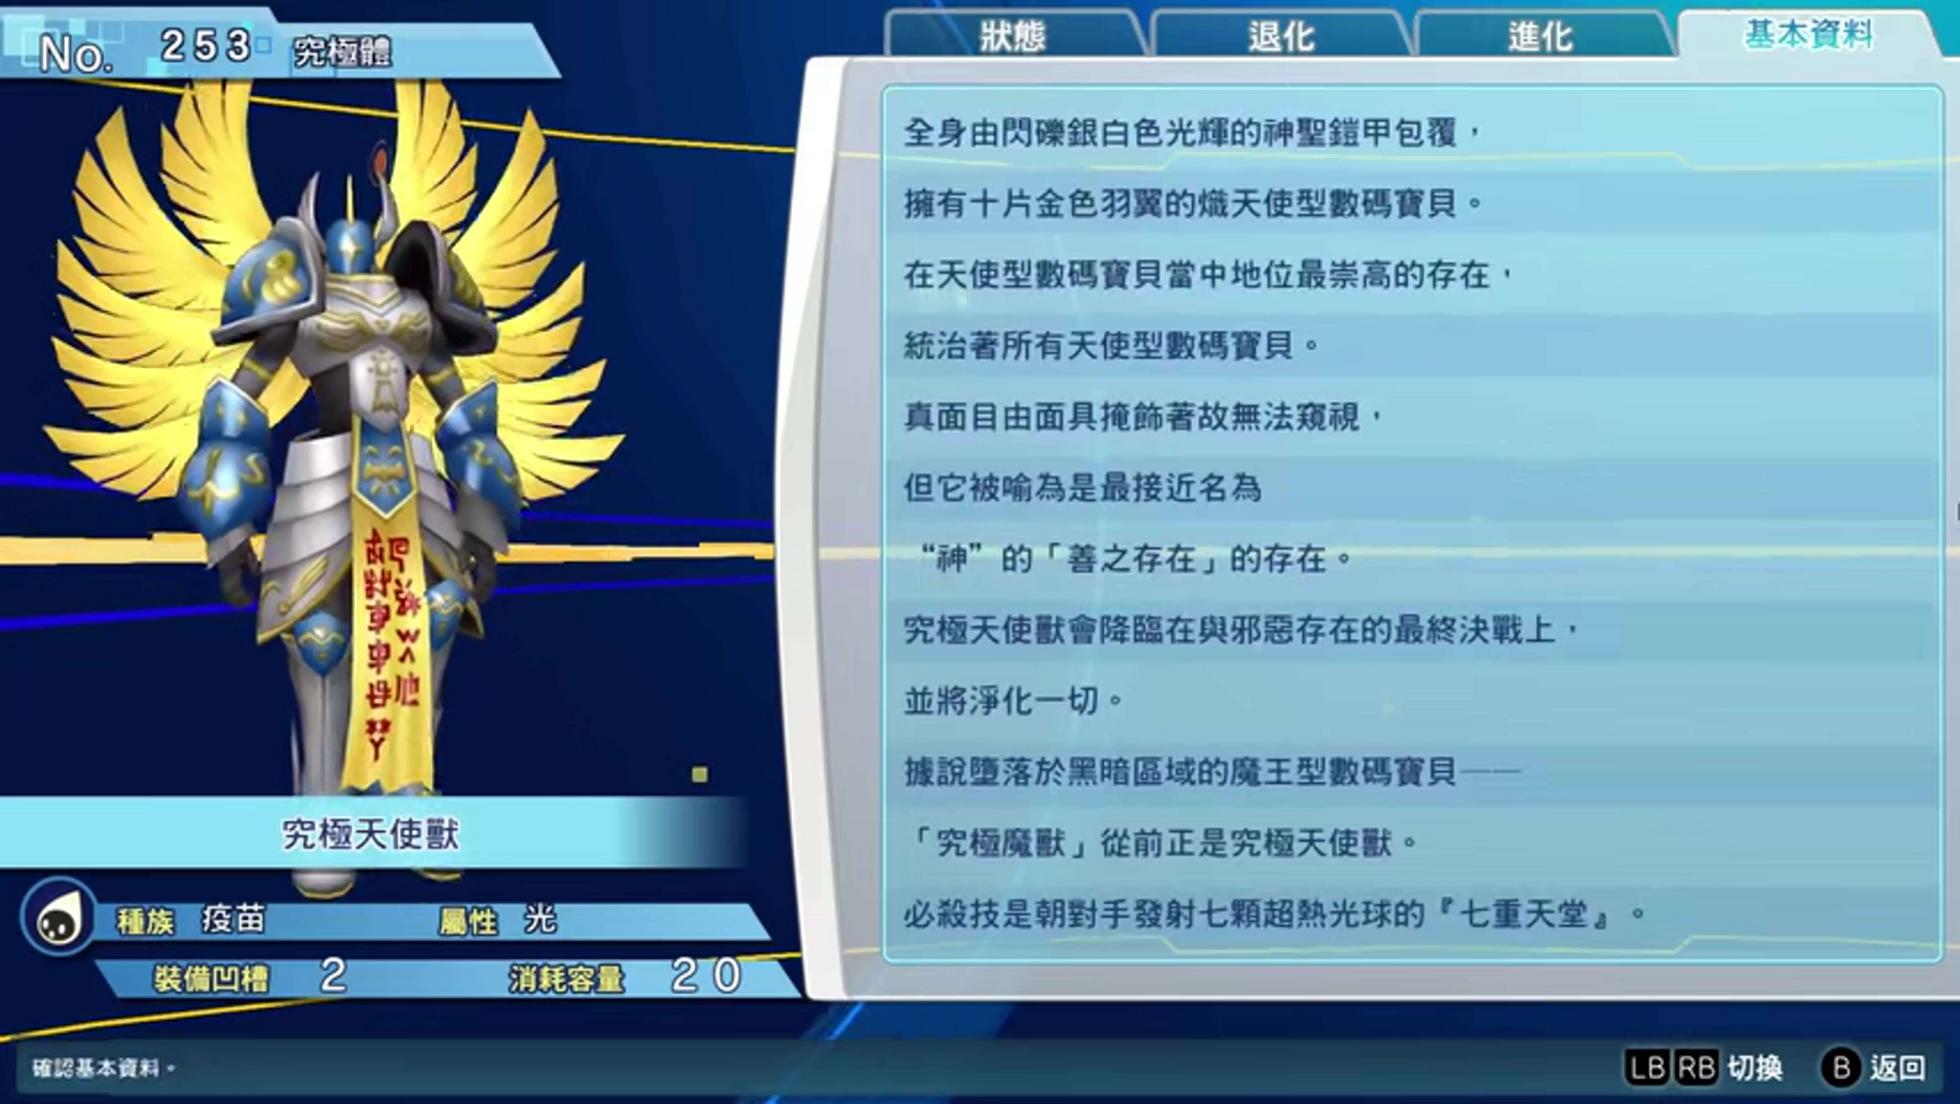 No. 253 究極體
狀態
退化
進化
基本資料
全身由閃礫銀白色光輝的神聖鎧甲包覆，
擁有十片金色羽翼的熾天使型數碼寶貝。
在天使型數碼寶貝當中地位最崇高的存在，
統治著所有天使型數碼寶貝。
真面目由面具掩飾著故無法窺視，
但它被喻為是最接近名為
“神”的「善之存在」的存在。
究極天使獸會降臨在與邪惡存在的最終決戰上，
並將淨化一切。
據說墮落於黑暗區域的魔王型數碼寶貝——
「究極魔獸」從前正是究極天使獸。
必殺技是朝對手發射七顆超熱光球的『七重天堂』。
究極天使獸
種族 疫苗 屬性 光
裝備凹槽 2 消耗容量 20
確認基本資料。
LB RB 切換 B 返回